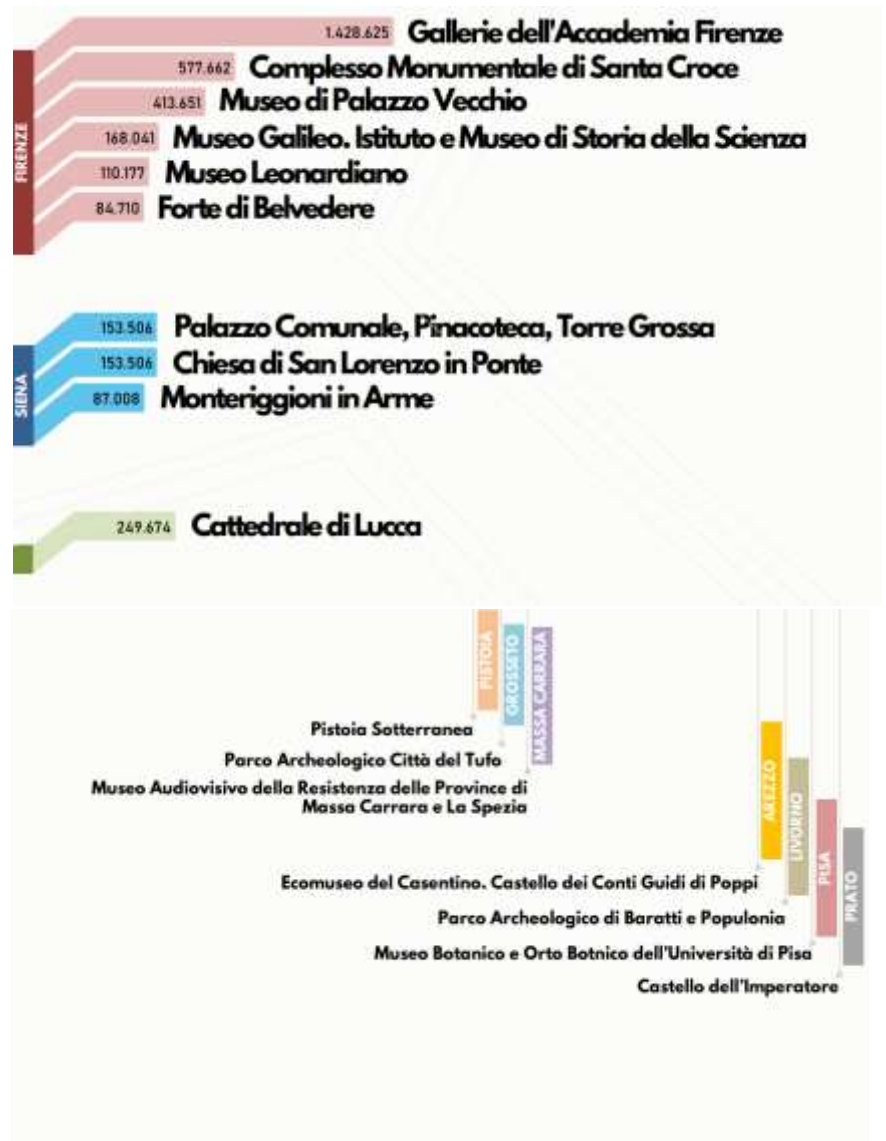 FIRENZE
1.428.625 Gallerie dell'Accademia Firenze
577.662 Complesso Monumentale di Santa Croce
413.651 Museo di Palazzo Vecchio
168.041 Museo Galileo. Istituto e Museo di Storia della Scienza
110.177 Museo Leonardiano
84.710 Forte di Belvedere
SIENA
153.506 Palazzo Comunale, Pinacoteca, Torre Grossa
153.506 Chiesa di San Lorenzo in Ponte
87.008 Monteriggioni in Arme
249.674 Cattedrale di Lucca
PISTOIA
GROSSETO
MASSA CARRARA
Pistoia Sotterranea
Parco Archeologico Città del Tufo
Museo Audiovisivo della Resistenza delle Province di
Massa Carrara e La Spezia
AREZZO
LIVORNO
PISA
PRATO
Ecomuseo del Casentino. Castello dei Conti Guidi di Poppi
Parco Archeologico di Baratti e Populonia
Museo Botanico e Orto Botnico dell'Università di Pisa
Castello dell'Imperatore